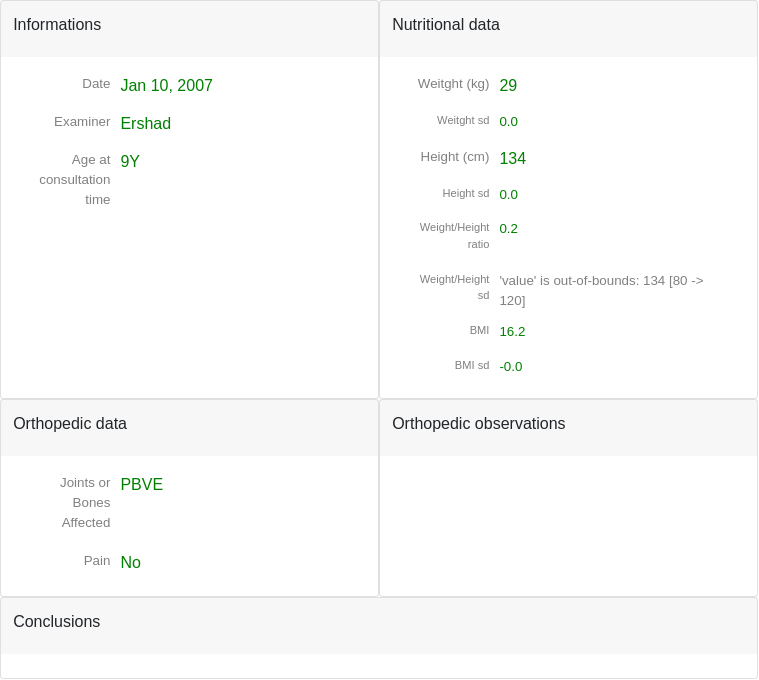 Informations
Date Jan 10, 2007
Examiner Ershad
Age at 9Y
consultation
time
Nutritional data
Weitght (kg) 29
Weitght sd 0.0
Height (cm) 134
Height sd 0.0
Weight/Height 0.2
ratio
Weight/Height 'value' is out-of-bounds: 134 [80 ->
sd 120]
BMI 16.2
BMI sd -0.0
Orthopedic data
Joints or PBVE
Bones
Affected
Pain No
Orthopedic observations
Conclusions